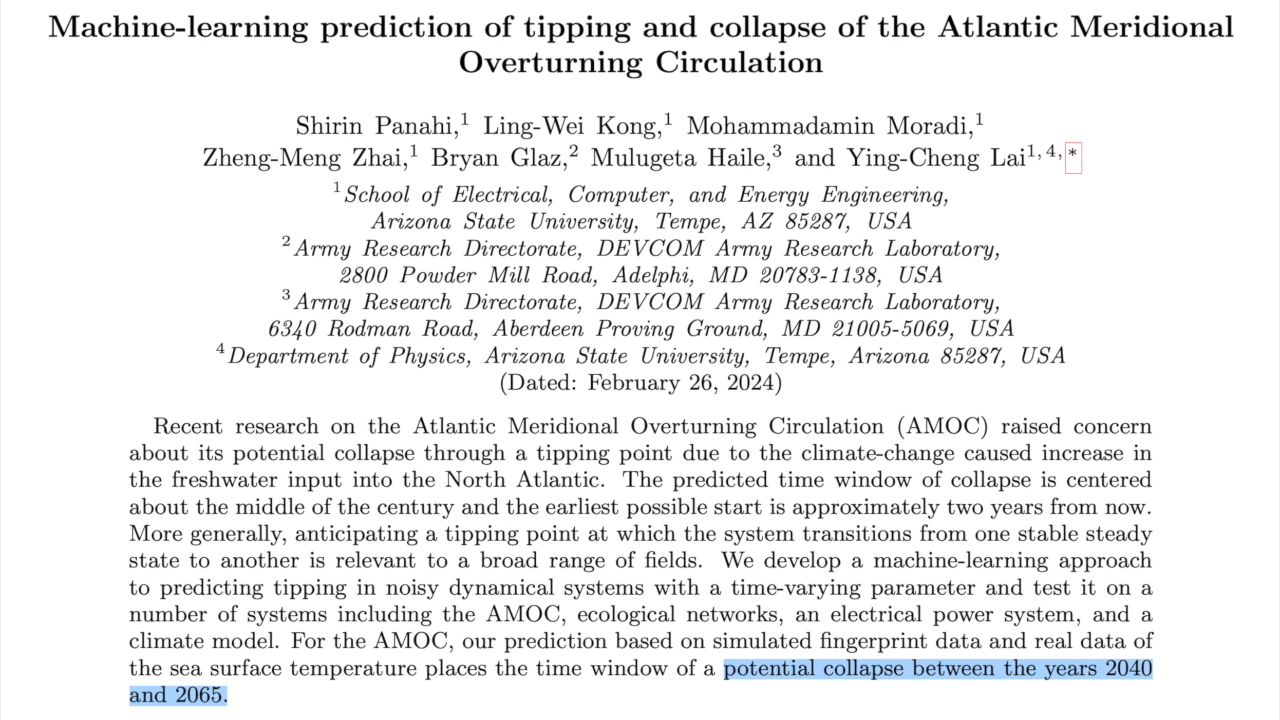 Machine-learning prediction of tipping and collapse of the Atlantic Meridional
Overturning Circulation
Shirin Panahi,¹ Ling-Wei Kong,¹ Mohammadamin Moradi,¹
Zheng-Meng Zhai,¹ Bryan Glaz,² Mulugeta Haile,³ and Ying-Cheng Lai¹,⁴,*
¹School of Electrical, Computer, and Energy Engineering,
Arizona State University, Tempe, AZ 85287, USA
²Army Research Directorate, DEVCOM Army Research Laboratory,
2800 Powder Mill Road, Adelphi, MD 20783-1138, USA
³Army Research Directorate, DEVCOM Army Research Laboratory,
6340 Rodman Road, Aberdeen Proving Ground, MD 21005-5069, USA
⁴Department of Physics, Arizona State University, Tempe, Arizona 85287, USA
(Dated: February 26, 2024)
Recent research on the Atlantic Meridional Overturning Circulation (AMOC) raised concern
about its potential collapse through a tipping point due to the climate-change caused increase in
the freshwater input into the North Atlantic. The predicted time window of collapse is centered
about the middle of the century and the earliest possible start is approximately two years from now.
More generally, anticipating a tipping point at which the system transitions from one stable steady
state to another is relevant to a broad range of fields. We develop a machine-learning approach
to predicting tipping in noisy dynamical systems with a time-varying parameter and test it on a
number of systems including the AMOC, ecological networks, an electrical power system, and a
climate model. For the AMOC, our prediction based on simulated fingerprint data and real data of
the sea surface temperature places the time window of a potential collapse between the years 2040
and 2065.